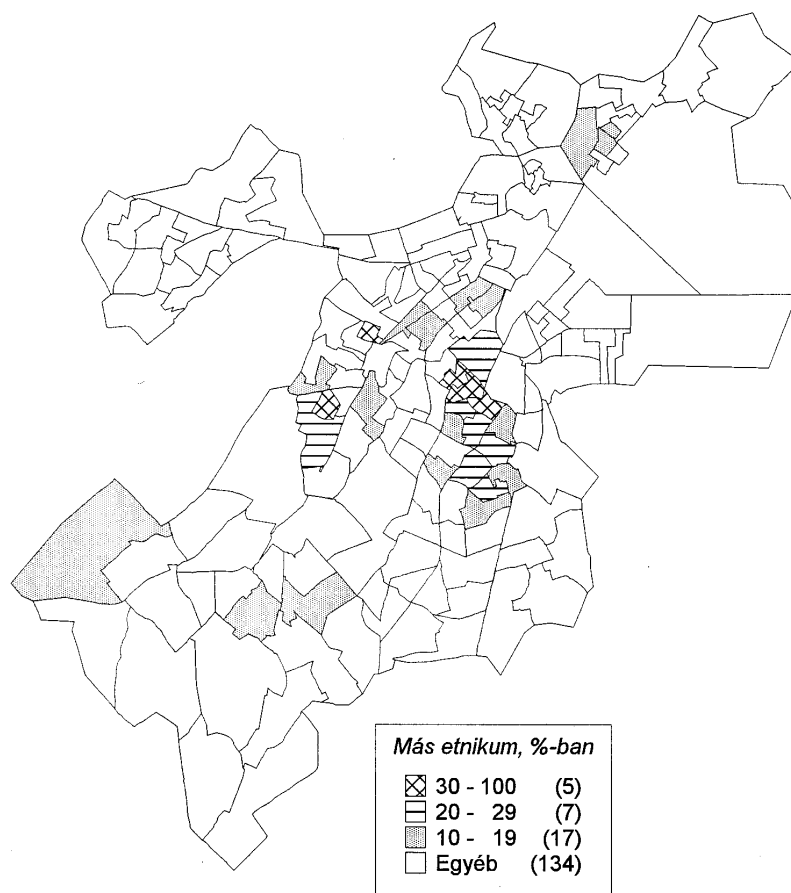 Más etnikum, %-ban
30 - 100 (5)
20 - 29 (7)
10 - 19 (17)
Egyéb (134)